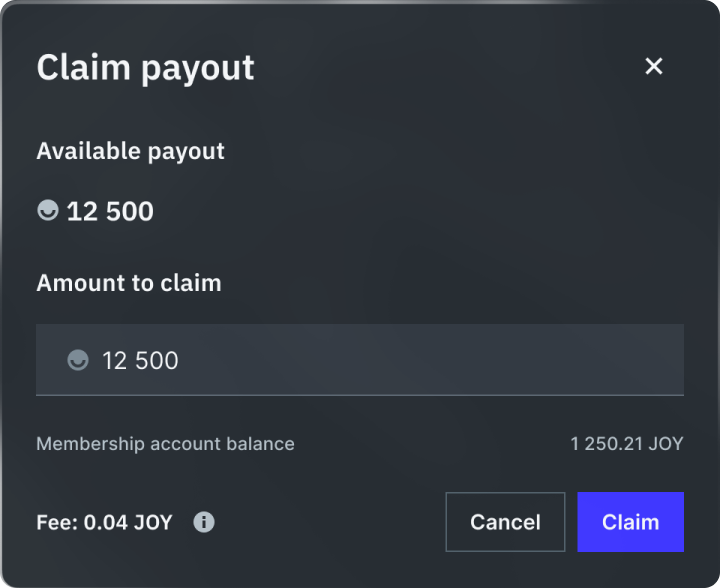 Claim payout
Available payout
12 500
Amount to claim
12 500
Membership account balance 1 250.21 JOY
Fee: 0.04 JOY Cancel Claim